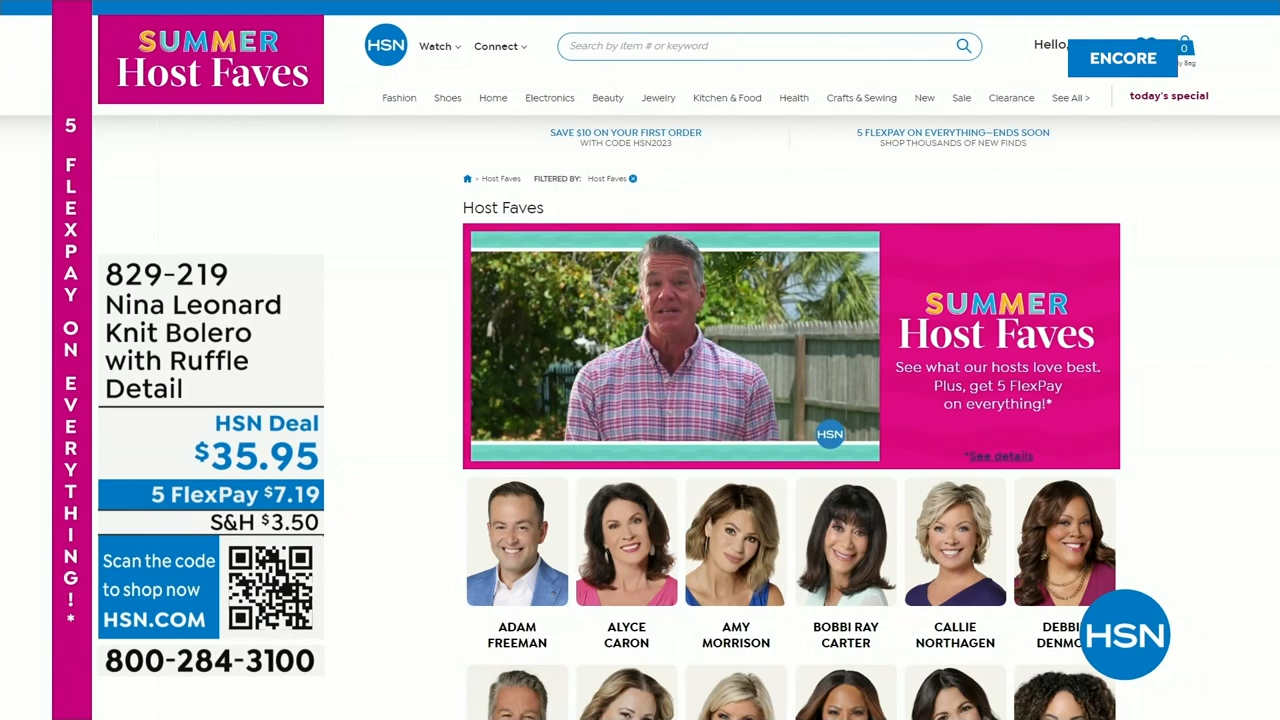 SUMMER
Host Faves
5 FLEXPAY ON EVERYTHING!*
829-219
Nina Leonard
Knit Bolero
with Ruffle
Detail
HSN Deal
$35.95
5 FlexPay $7.19
S&H $3.50
Scan the code
to shop now
HSN.COM
800-284-3100
HSN
Watch
Connect
Search by item # or keyword
Hello,
ENCORE
0
Bag
Fashion
Shoes
Home
Electronics
Beauty
Jewelry
Kitchen & Food
Health
Crafts & Sewing
New
Sale
Clearance
See All >
today's special
SAVE $10 ON YOUR FIRST ORDER
WITH CODE HSN2023
5 FLEXPAY ON EVERYTHING—ENDS SOON
SHOP THOUSANDS OF NEW FINDS
> Host Faves
FILTERED BY: Host Faves
Host Faves
HSN
SUMMER
Host Faves
See what our hosts love best.
Plus, get 5 FlexPay
on everything!*
*See details
ADAM
FREEMAN
ALYCE
CARON
AMY
MORRISON
BOBBI RAY
CARTER
CALLIE
NORTHAGEN
HSN